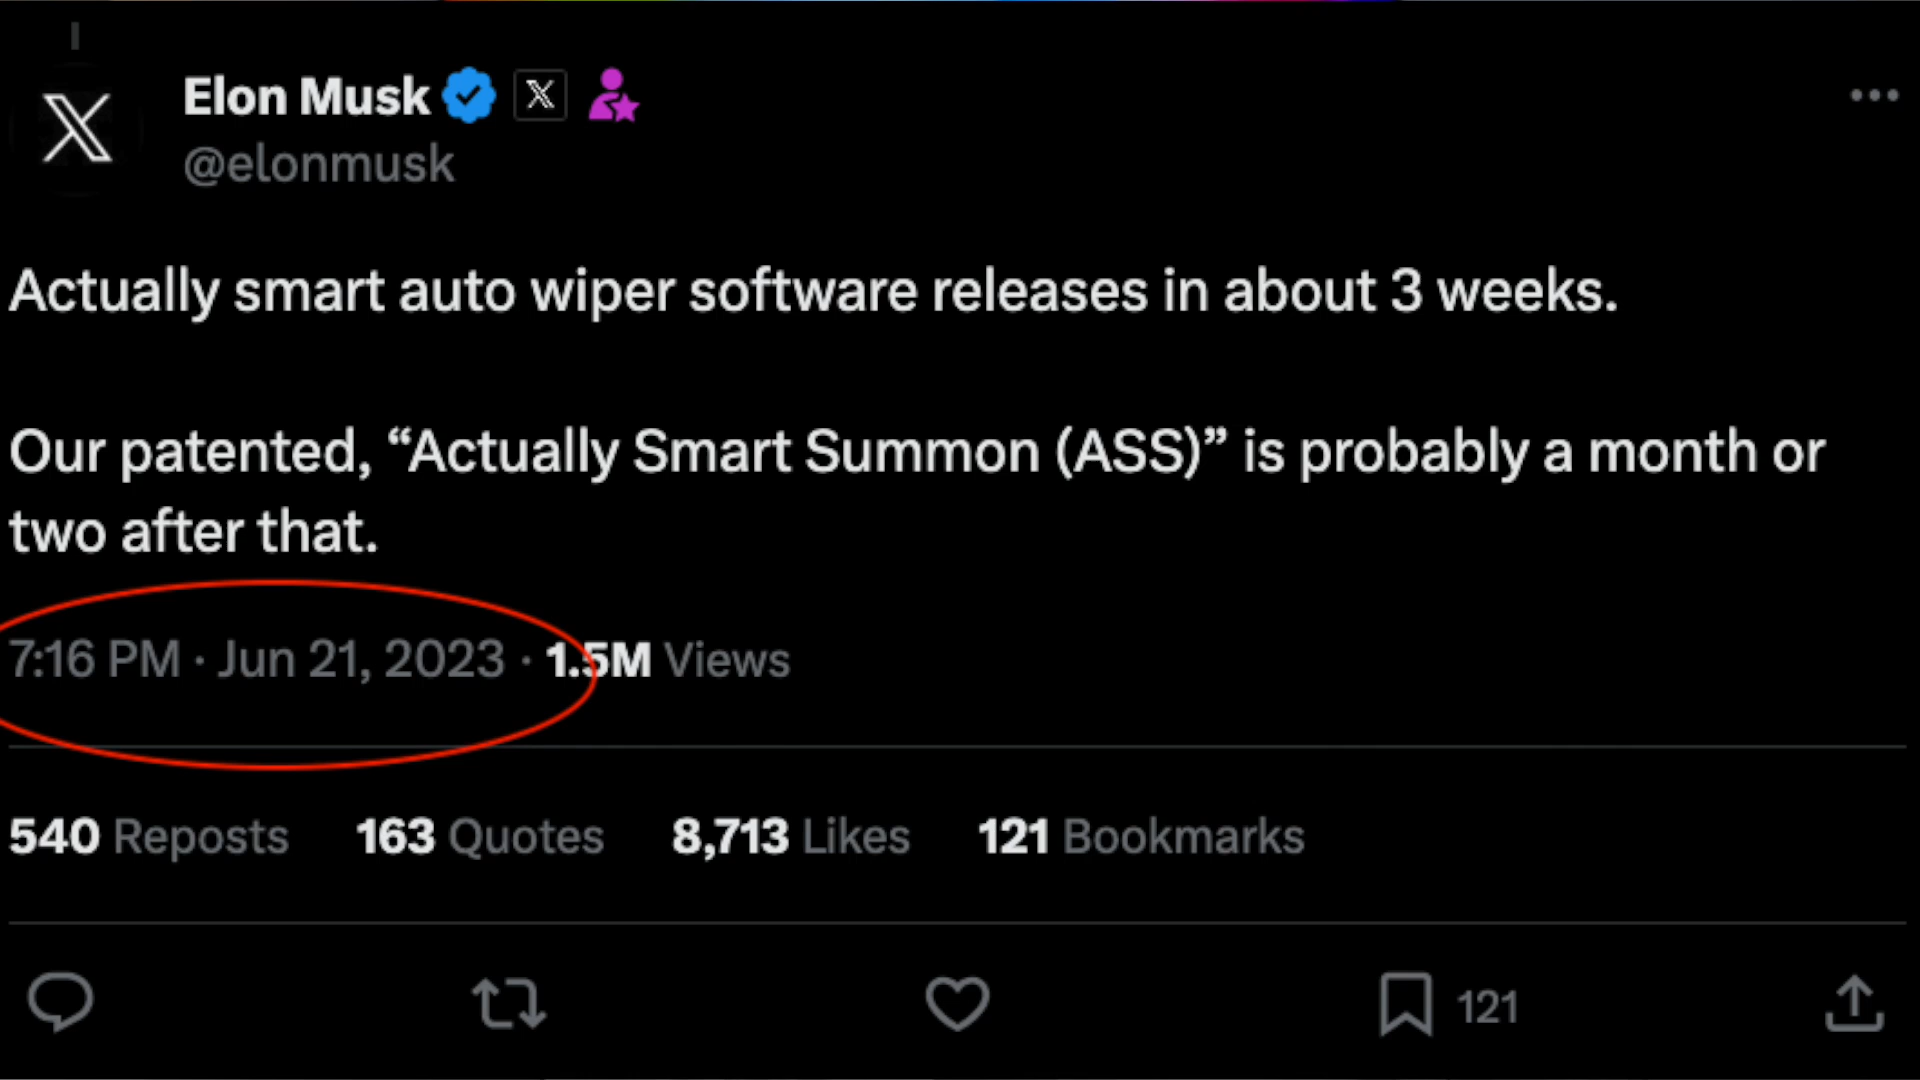 Elon Musk X
@elonmusk
Actually smart auto wiper software releases in about 3 weeks.
Our patented, “Actually Smart Summon (ASS)” is probably a month or
two after that.
7:16 PM · Jun 21, 2023 · 1.5M Views
540 Reposts 163 Quotes 8,713 Likes 121 Bookmarks
121